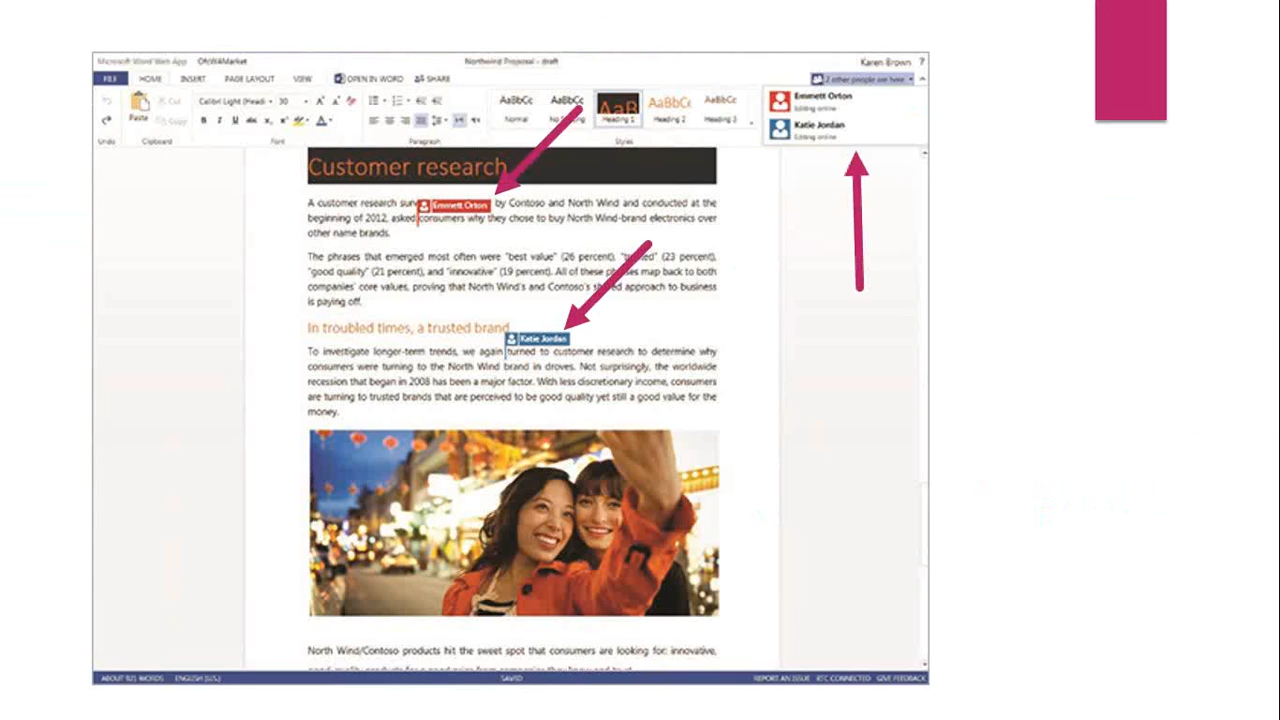 Microsoft Word Web App
Northwind Proposal - draft
Karen Brown ?
FILE HOME INSERT PAGE LAYOUT VIEW OPEN IN WORD SHARE
2 other people are here
Emmett Orton
Editing online
Katie Jordan
Editing online
Paste
Cut
Copy
Calibri Light (Headi 30
B I U abc x x A
AaBbCc AaBbCc AaB AaBbCc AaBbCc
Normal Heading 1 Heading 2 Heading 3
Undo Clipboard Font Paragraph Styles
Customer research
A customer research by Contoso and North Wind and conducted at the
Emmett Orton
beginning of 2012, asked consumers why they chose to buy North Wind-brand electronics over
other name brands.
The phrases that emerged most often were "best value" (26 percent), (23 percent),
"good quality" (21 percent), and "innovative" (19 percent). All of these phrases map back to both
companies' core values, proving that North Wind's and Contoso's shared approach to business
is paying off.
In troubled times, a trusted brand
Katie Jordan
To investigate longer-term trends, we again turned to customer research to determine why
consumers were turning to the North Wind brand in droves. Not surprisingly, the worldwide
recession that began in 2008 has been a major factor. With less discretionary income, consumers
are turning to trusted brands that are perceived to be good quality yet still a good value for the
money.
North Wind/Contoso products hit the sweet spot that consumers are looking for: innovative,
ABOUT 921 WORDS ENGLISH (U.S.) SAVED REPORT AN ISSUE RTC CONNECTED GIVE FEEDBACK